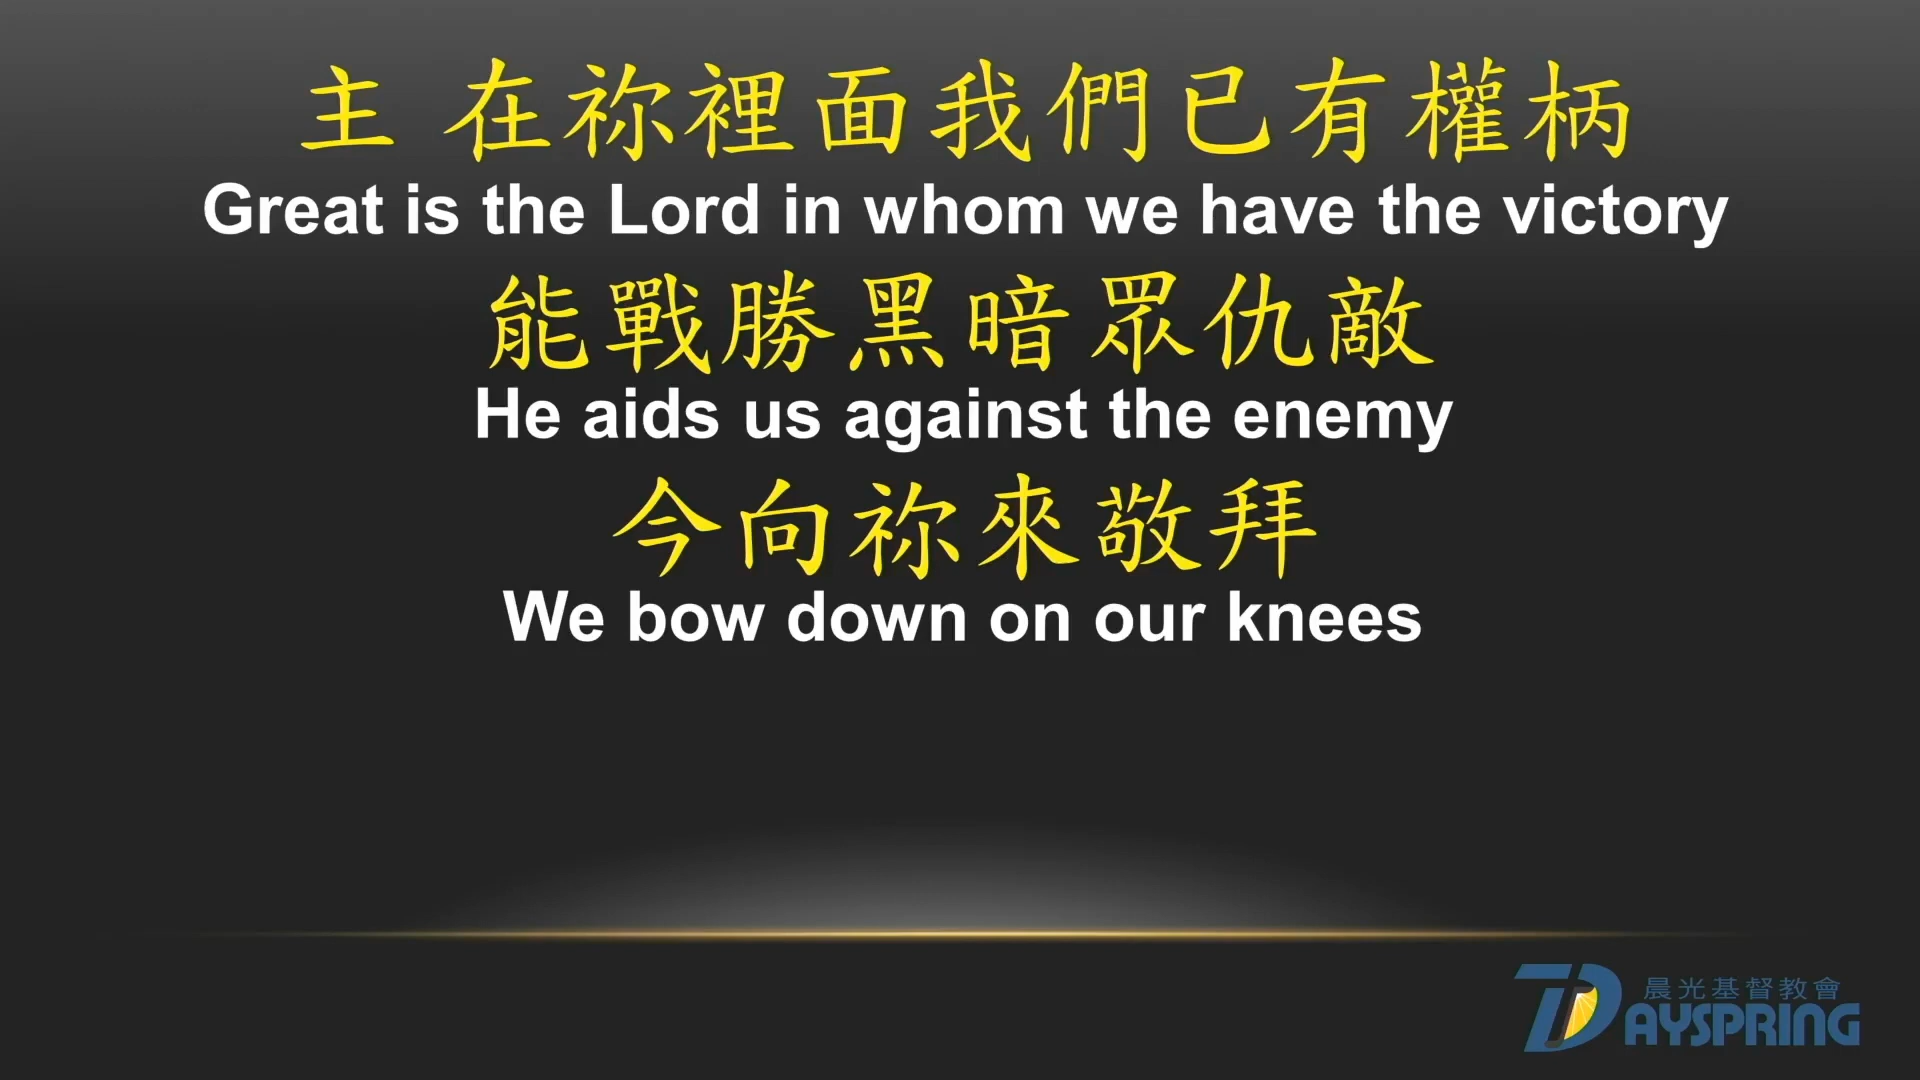 主 在祢裡面我們已有權柄
Great is the Lord in whom we have the victory
能戰勝黑暗眾仇敵
He aids us against the enemy
今向祢來敬拜
We bow down on our knees
晨光基督教會
DAYSPRING